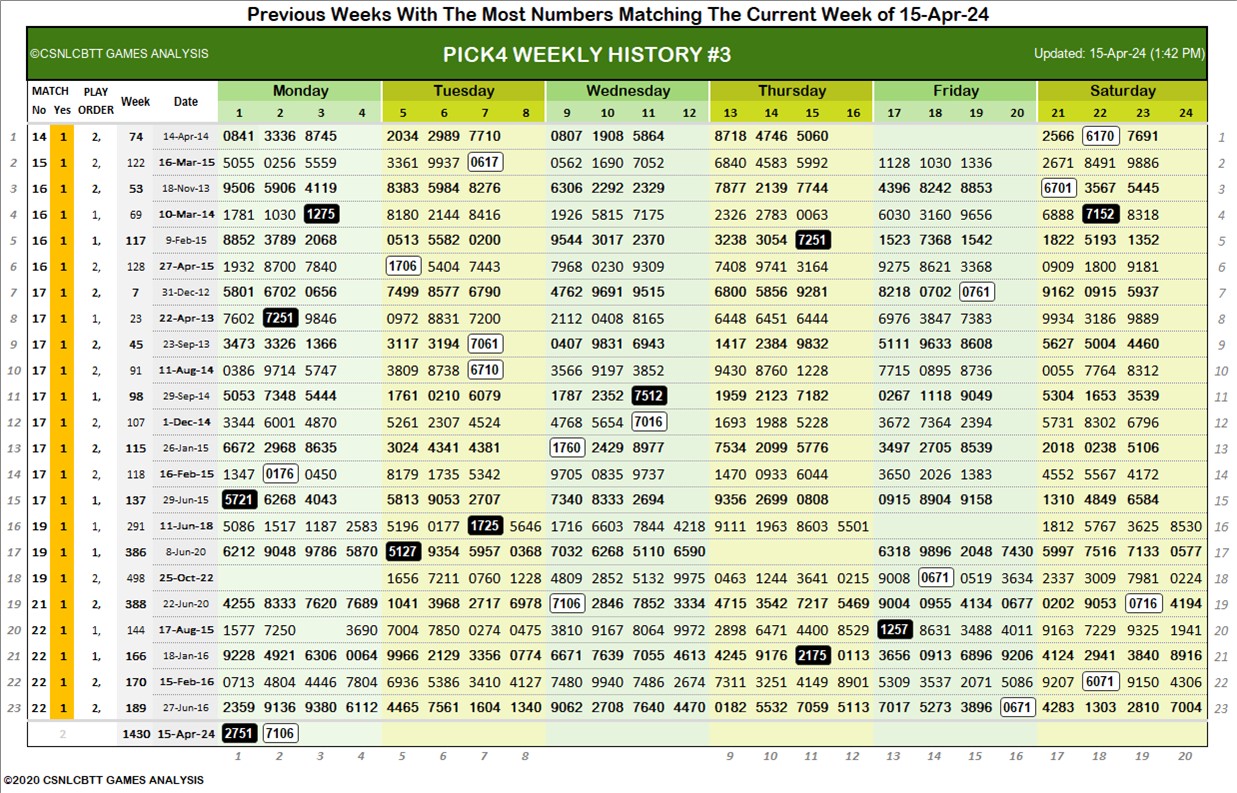 Previous Weeks With The Most Numbers Matching The Current Week of 15-Apr-24
©CSNLCBTT GAMES ANALYSIS PICK4 WEEKLY HISTORY #3 Updated: 15-Apr-24 (1:42 PM)
MATCH PLAY Week Date Monday Tuesday Wednesday Thursday Friday Saturday
No Yes ORDER 1 2 3 4 5 6 7 8 9 10 11 12 13 14 15 16 17 18 19 20 21 22 23 24
1 14 1 2, 74 14-Apr-14 0841 3336 8745 2034 2989 7710 0807 1908 5864 8718 4746 5060 2566 6170 7691 1
2 15 1 2, 122 16-Mar-15 5055 0256 5559 3361 9937 0617 0562 1690 7052 6840 4583 5992 1128 1030 1336 2671 8491 9886 2
3 16 1 2, 53 18-Nov-13 9506 5906 4119 8383 5984 8276 6306 2292 2329 7877 2139 7744 4396 8242 8853 6701 3567 5445 3
4 16 1 1, 69 10-Mar-14 1781 1030 1275 8180 2144 8416 1926 5815 7175 2326 2783 0063 6030 3160 9656 6888 7152 8318 4
5 16 1 1, 117 9-Feb-15 8852 3789 2068 0513 5582 0200 9544 3017 2370 3238 3054 7251 1523 7368 1542 1822 5193 1352 5
6 16 1 2, 128 27-Apr-15 1932 8700 7840 1706 5404 7443 7968 0230 9309 7408 9741 3164 9275 8621 3368 0909 1800 9181 6
7 17 1 2, 7 31-Dec-12 5801 6702 0656 7499 8577 6790 4762 9691 9515 6800 5856 9281 8218 0702 0761 9162 0915 5937 7
8 17 1 1, 23 22-Apr-13 7602 7251 9846 0972 8831 7200 2112 0408 8165 6448 6451 6444 6976 3847 7383 9934 3186 9889 8
9 17 1 2, 45 23-Sep-13 3473 3326 1366 3117 3194 7061 0407 9831 6943 1417 2384 9832 5111 9633 8608 5627 5004 4460 9
10 17 1 2, 91 11-Aug-14 0386 9714 5747 3809 8738 6710 3566 9197 3852 9430 8760 1228 7715 0895 8736 0055 7764 8312 10
11 17 1 1, 98 29-Sep-14 5053 7348 5444 1761 0210 6079 1787 2352 7512 1959 2123 7182 0267 1118 9049 5304 1653 3539 11
12 17 1 2, 107 1-Dec-14 3344 6001 4870 5261 2307 4524 4768 5654 7016 1693 1988 5228 3672 7364 2394 5731 8302 6796 12
13 17 1 2, 115 26-Jan-15 6672 2968 8635 3024 4341 4381 1760 2429 8977 7534 2099 5776 3497 2705 8539 2018 0238 5106 13
14 17 1 2, 118 16-Feb-15 1347 0176 0450 8179 1735 5342 9705 0835 9737 1470 0933 6044 3650 2026 1383 4552 5567 4172 14
15 17 1 1, 137 29-Jun-15 5721 6268 4043 5813 9053 2707 7340 8333 2694 9356 2699 0808 0915 8904 9158 1310 4849 6584 15
16 19 1 1, 291 11-Jun-18 5086 1517 1187 2583 5196 0177 1725 5646 1716 6603 7844 4218 9111 1963 8603 5501 1812 5767 3625 8530 16
17 19 1 1, 386 8-Jun-20 6212 9048 9786 5870 5127 9354 5957 0368 7032 6268 5110 6590 6318 9896 2048 7430 5997 7516 7133 0577 17
18 19 1 2, 498 25-Oct-22 1656 7211 0760 1228 4809 2852 5132 9975 0463 1244 3641 0215 9008 0671 0519 3634 2337 3009 7981 0224 18
19 21 1 2, 388 22-Jun-20 4255 8333 7620 7689 1041 3968 2717 6978 7106 2846 7852 3334 4715 3542 7217 5469 9004 0955 4134 0677 0202 9053 0716 4194 19
20 22 1 1, 144 17-Aug-15 1577 7250 3690 7004 7850 0274 0475 3810 9167 8064 9972 2898 6471 4400 8529 1257 8631 3488 4011 9163 7229 9325 1941 20
21 22 1 1, 166 18-Jan-16 9228 4921 6306 0064 9966 2129 3356 0774 6671 7639 7055 4613 4245 9176 2175 0113 3656 0913 6896 9206 4124 2941 3840 8916 21
22 22 1 2, 170 15-Feb-16 0713 4804 4446 7804 6936 5386 3410 4127 7480 9940 7486 2674 7311 3251 4149 8901 5309 3537 2071 5086 9207 6071 9150 4306 22
23 22 1 2, 189 27-Jun-16 2359 9136 9380 6112 4465 7561 1604 1340 9062 2708 7640 4470 0182 5532 7059 5113 7017 5273 3896 0671 4283 1303 2810 7004 23
2 1430 15-Apr-24 2751 7106
1 2 3 4 5 6 7 8 9 10 11 12 13 14 15 16 17 18 19 20
©2020 CSNLCBTT GAMES ANALYSIS